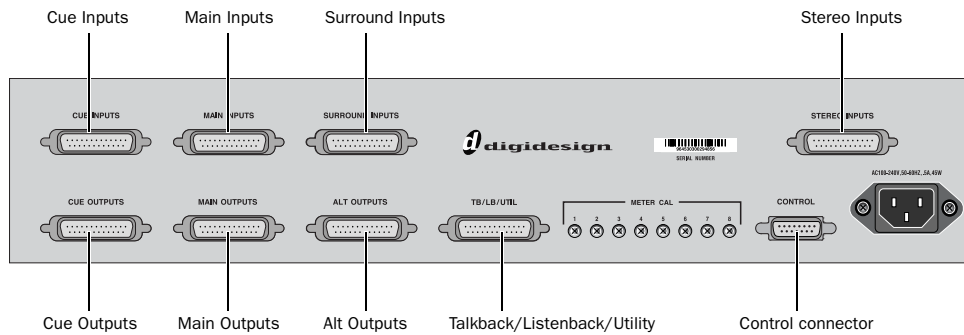 Cue Inputs Main Inputs Surround Inputs Stereo Inputs
CUE INPUTS MAIN INPUTS SURROUND INPUTS STEREO INPUTS
digidesign
SERIAL NUMBER
AC100-240V,50-60HZ,.5A,45W
CUE OUTPUTS MAIN OUTPUTS ALT OUTPUTS TB/LB/UTIL METER CAL CONTROL
1 2 3 4 5 6 7 8
Cue Outputs Main Outputs Alt Outputs Talkback/Listenback/Utility Control connector